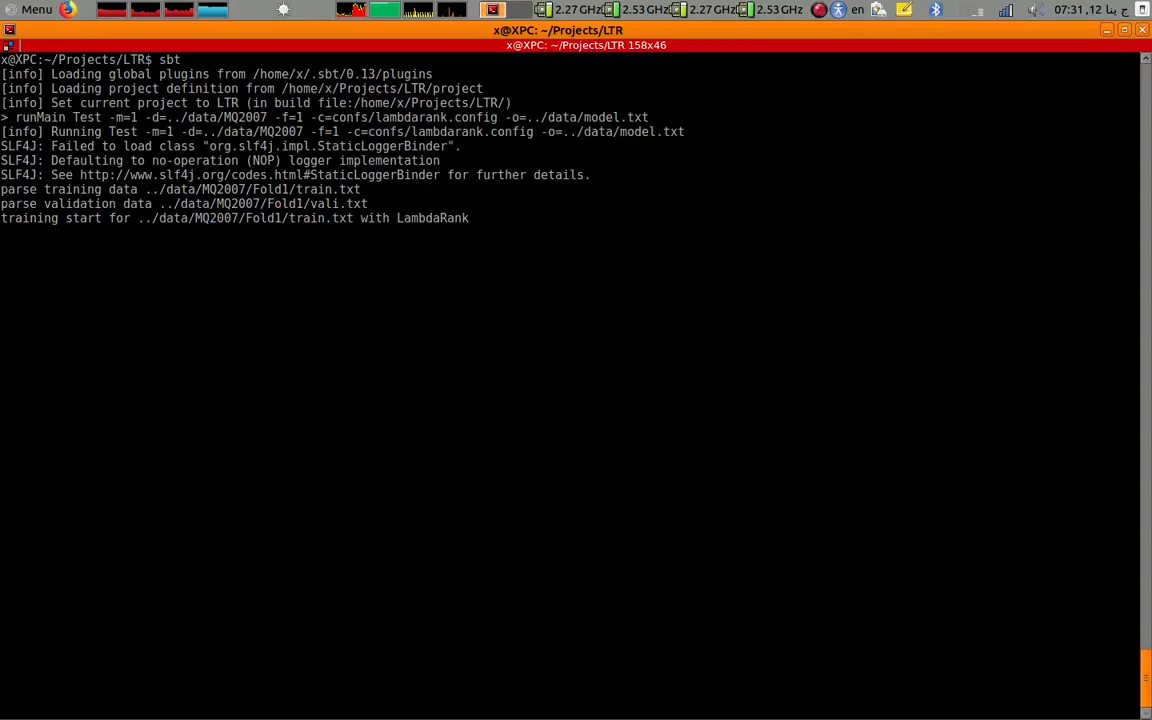 Menu 2.27 GHz 2.53 GHz 2.27 GHz 2.53 GHz en 07:31 ,12 ينا ج
x@XPC: ~/Projects/LTR
x@XPC: ~/Projects/LTR 158x46
x@XPC:~/Projects/LTR$ sbt
[info] Loading global plugins from /home/x/.sbt/0.13/plugins
[info] Loading project definition from /home/x/Projects/LTR/project
[info] Set current project to LTR (in build file:/home/x/Projects/LTR/)
> runMain Test -m=1 -d=../data/MQ2007 -f=1 -c=confs/lambdarank.config -o=../data/model.txt
[info] Running Test -m=1 -d=../data/MQ2007 -f=1 -c=confs/lambdarank.config -o=../data/model.txt
SLF4J: Failed to load class "org.slf4j.impl.StaticLoggerBinder".
SLF4J: Defaulting to no-operation (NOP) logger implementation
SLF4J: See http://www.slf4j.org/codes.html#StaticLoggerBinder for further details.
parse training data ../data/MQ2007/Fold1/train.txt
parse validation data ../data/MQ2007/Fold1/vali.txt
training start for ../data/MQ2007/Fold1/train.txt with LambdaRank